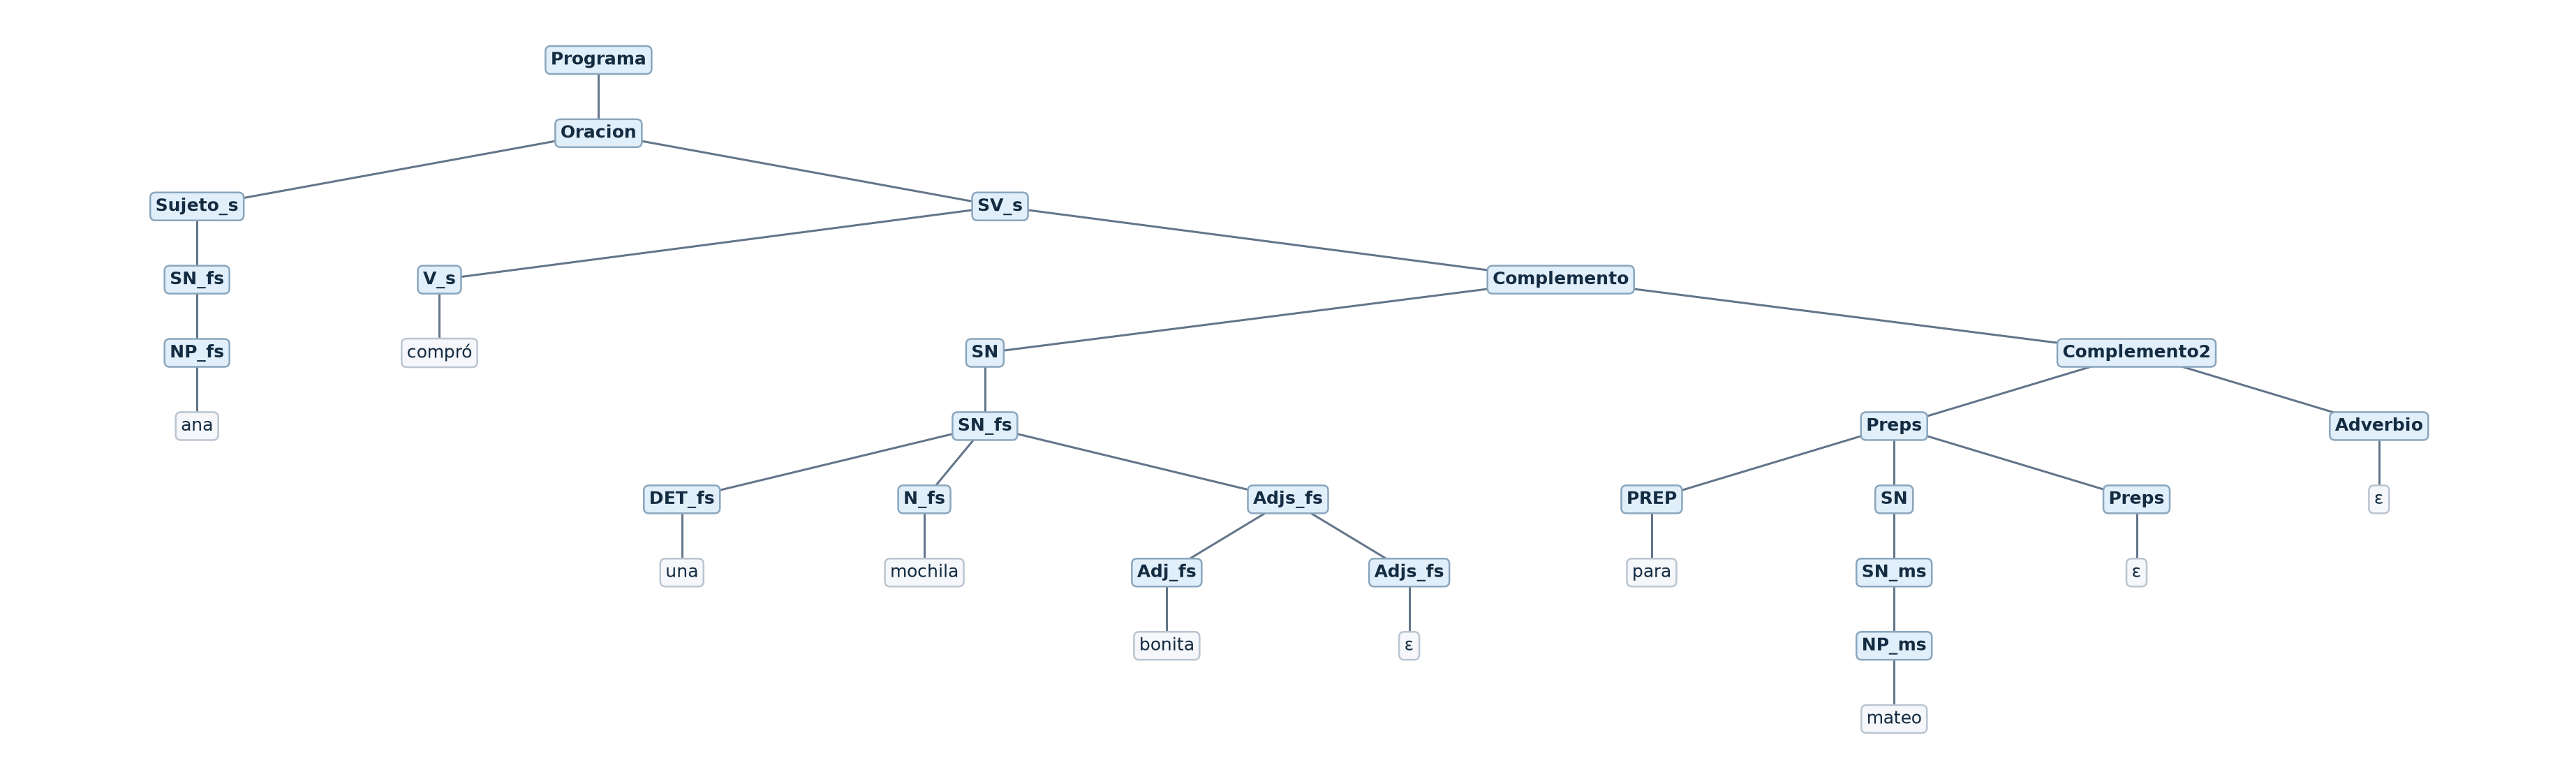 Programa
Oracion
Sujeto_s SV_s
SN_fs V_s Complemento
NP_fs compró SN Complemento2
ana SN_fs Preps Adverbio
DET_fs N_fs Adjs_fs PREP SN Preps ε
una mochila Adj_fs Adjs_fs para SN_ms ε
bonita ε NP_ms
mateo